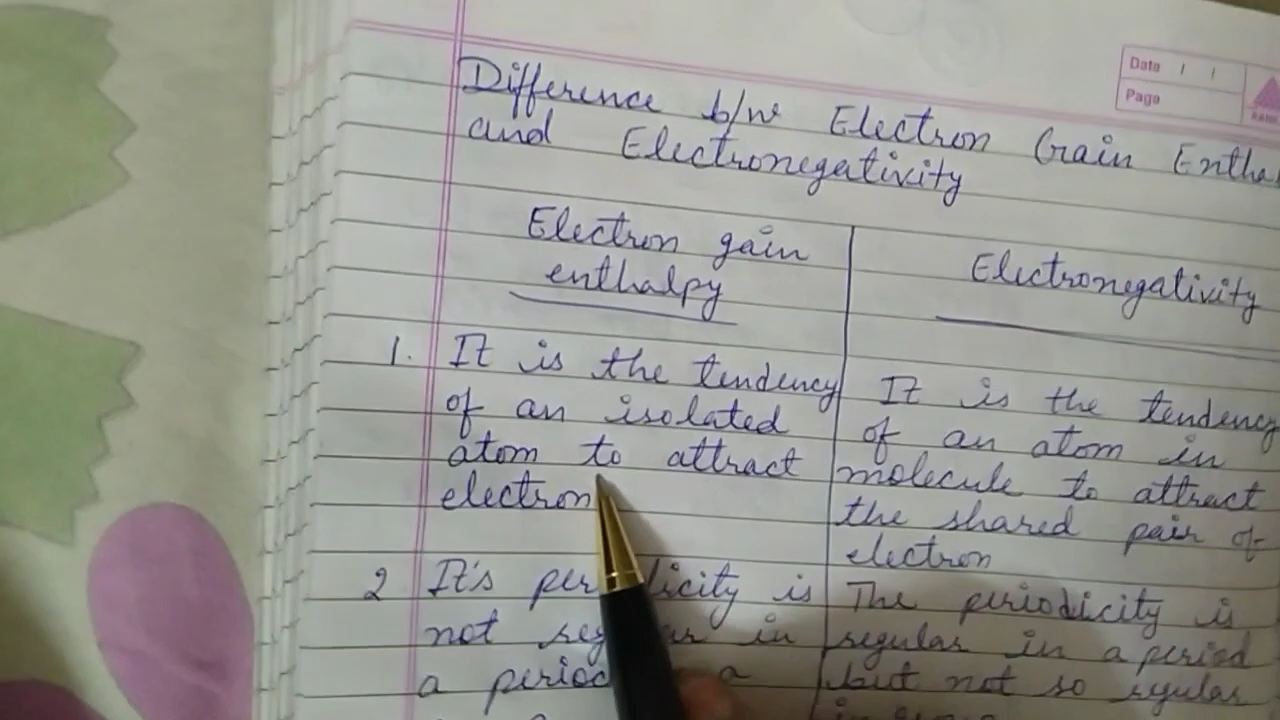 Date / /
Page
Difference b/w Electron Gain
and Electronegativity
Electron gain
enthalpy
Electronegativity
1. It is the tendency
of an isolated
atom to attract
electron
It is the tendency
of an atom in
molecule to attract
the shared pair of
electron
2 It's is
not in
a a
The periodicity is
regular in a period
but not so regular